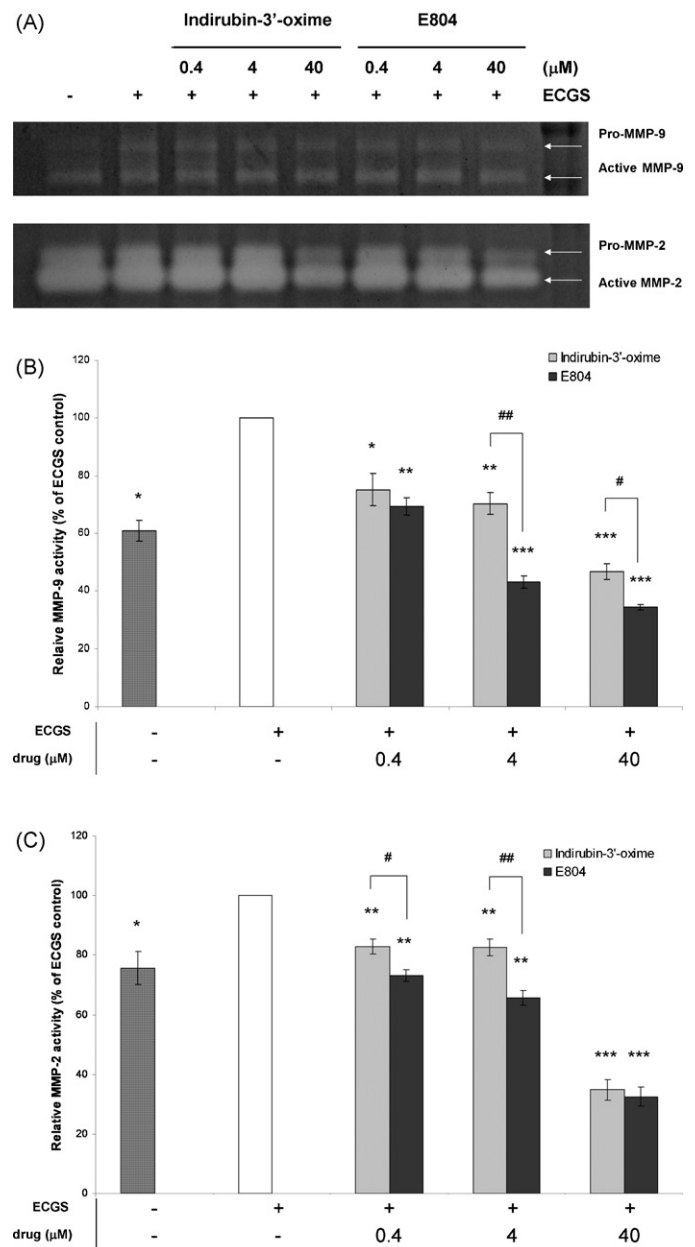 (A)
Indirubin-3'-oxime E804
0.4 4 40 0.4 4 40 (μM)
- + + + + + + + ECGS
Pro-MMP-9
Active MMP-9
Pro-MMP-2
Active MMP-2
(B)
Relaive MMP-9 activity (% of ECGS control)
120
100
80
60
40
20
0
Indirubin-3'-oxime
E804
* * ** ** ## *** *** # ***
ECGS - + + + +
drug (μM) - - 0.4 4 40
(C)
Relative MMP-2 activity (% of ECGS control)
120
100
80
60
40
20
0
Indirubin-3'-oxime
E804
* ** # ** ** ## ** *** ***
ECGS - + + + +
drug (μM) - - 0.4 4 40